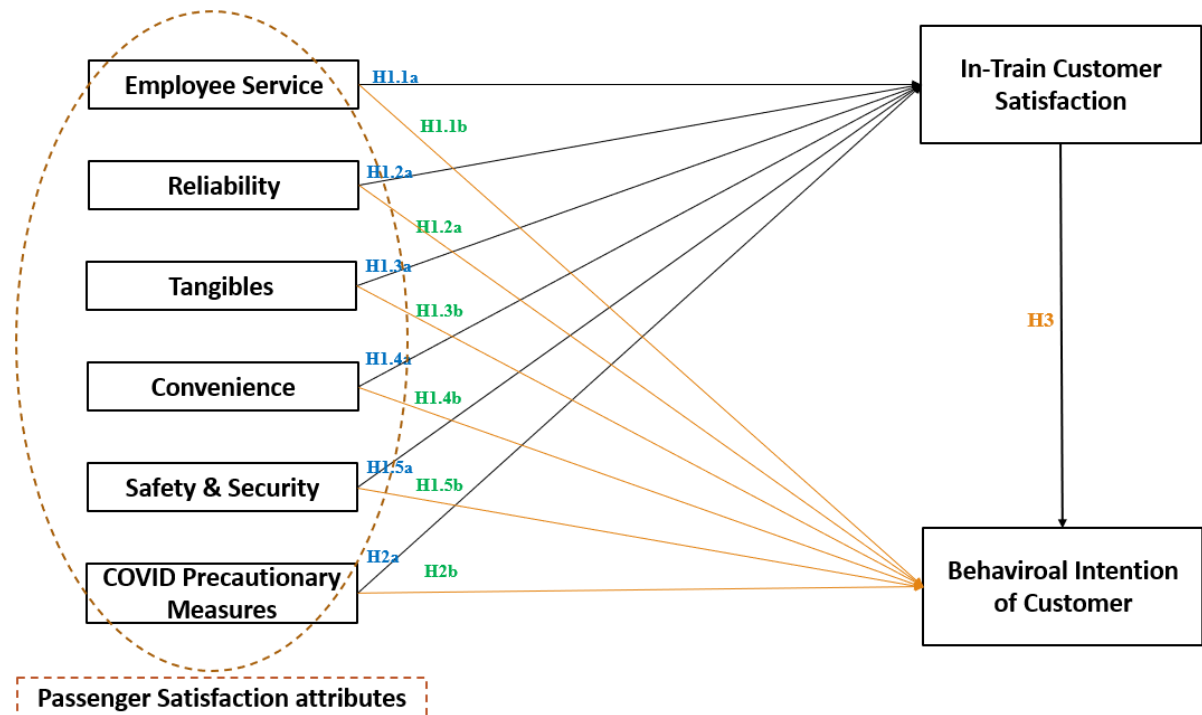 Employee Service
H1.1a
In-Train Customer
Satisfaction
H1.1b
Reliability
H1.2a
H1.2a
Tangibles
H1.3a
H1.3b
H3
Convenience
H1.4a
H1.4b
Safety & Security
H1.5a
H1.5b
COVID Precautionary
Measures
H2a
H2b
Behaviroal Intention
of Customer
Passenger Satisfaction attributes